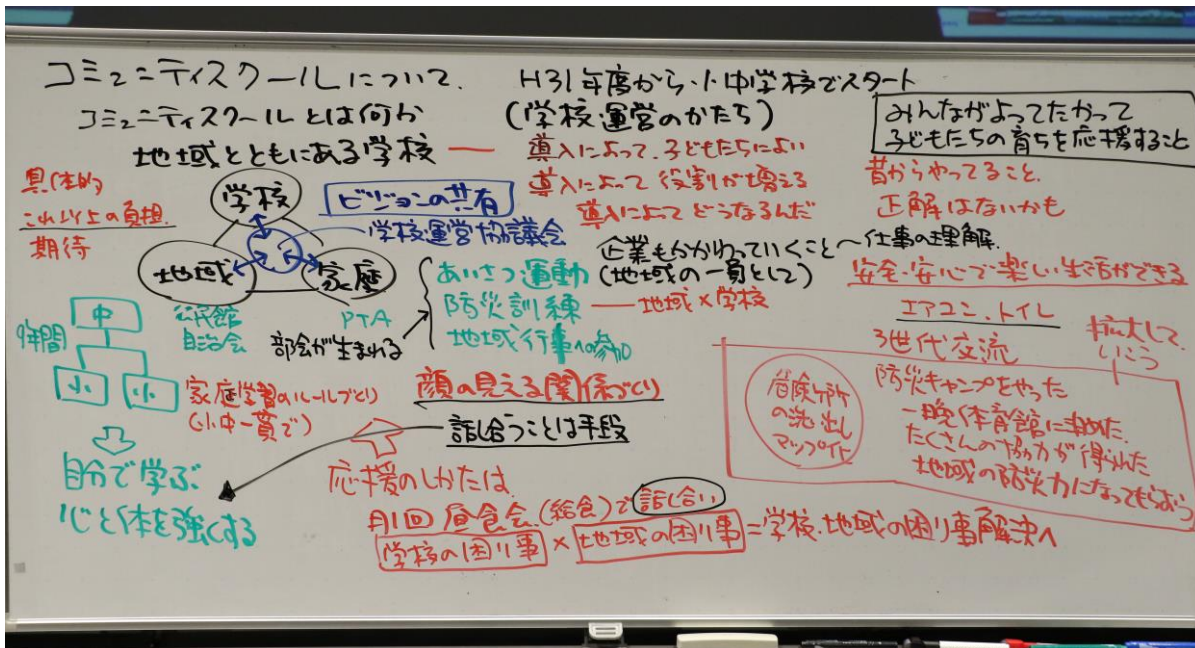 コミュニティスクールについて.
H31年度から小中学校でスタート
コミュニティスクールとは何か
(学校運営のかたち)
みんながよってたかって
子どもたちの育ちを応援すること
地域とともにある学校
導入によって.子どもたちによい
導入によって役割が増える
導入によってどうなるんだ
昔からやってること.
正解はないかも
具体的
これ以上の負担.
期待
学校
地域
家庭
ビジョンの共有
学校運営協議会
企業もかかわっていくこと〜仕事の理解.
(地域の一員として)
安全・安心で楽しい生活ができる
エアコン.トイレ
公民館
自治会
PTA
部会が生まれる
あいさつ運動
防災訓練
地域×学校
地域行事への参加
3世代交流
拡大して
いこう
中
9年間
小 小
家庭学習のルールづくり
(小中一貫で)
自分で学ぶ
心と体を強くする
顔の見える関係づくり
話し合うことは手段
危険ケ所
の洗い出し
マップ化
防災キャンプをやった
一晩体育館に
たくさんの協力が得られた
地域の防災力になってもらおう
応援のしかたは
月1回 昼食会.(給食)で話し合い
学校の困り事×地域の困り事=学校.地域の困り事解決へ